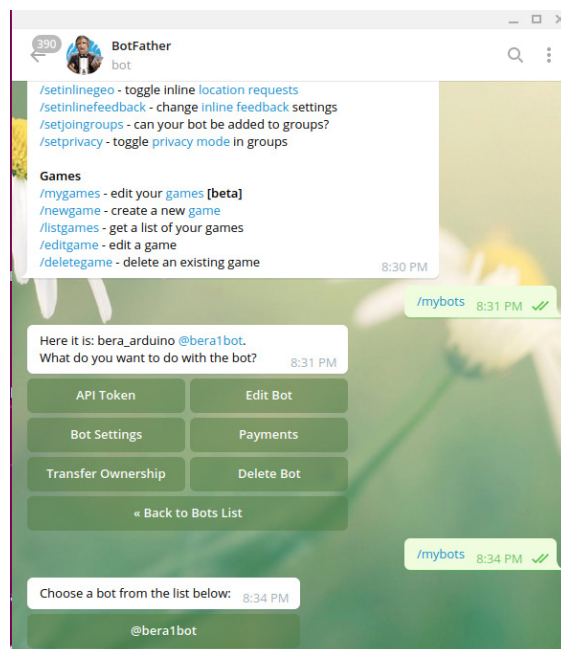 390
BotFather
bot
/setinlinegeo - toggle inline location requests
/setinlinefeedback - change inline feedback settings
/setjoingroups - can your bot be added to groups?
/setprivacy - toggle privacy mode in groups
Games
/mygames - edit your games [beta]
/newgame - create a new game
/listgames - get a list of your games
/editgame - edit a game
/deletegame - delete an existing game
8:30 PM
/mybots 8:31 PM
Here it is: bera_arduino @bera1bot.
What do you want to do with the bot? 8:31 PM
API Token Edit Bot
Bot Settings Payments
Transfer Ownership Delete Bot
« Back to Bots List
/mybots 8:34 PM
Choose a bot from the list below: 8:34 PM
@bera1bot